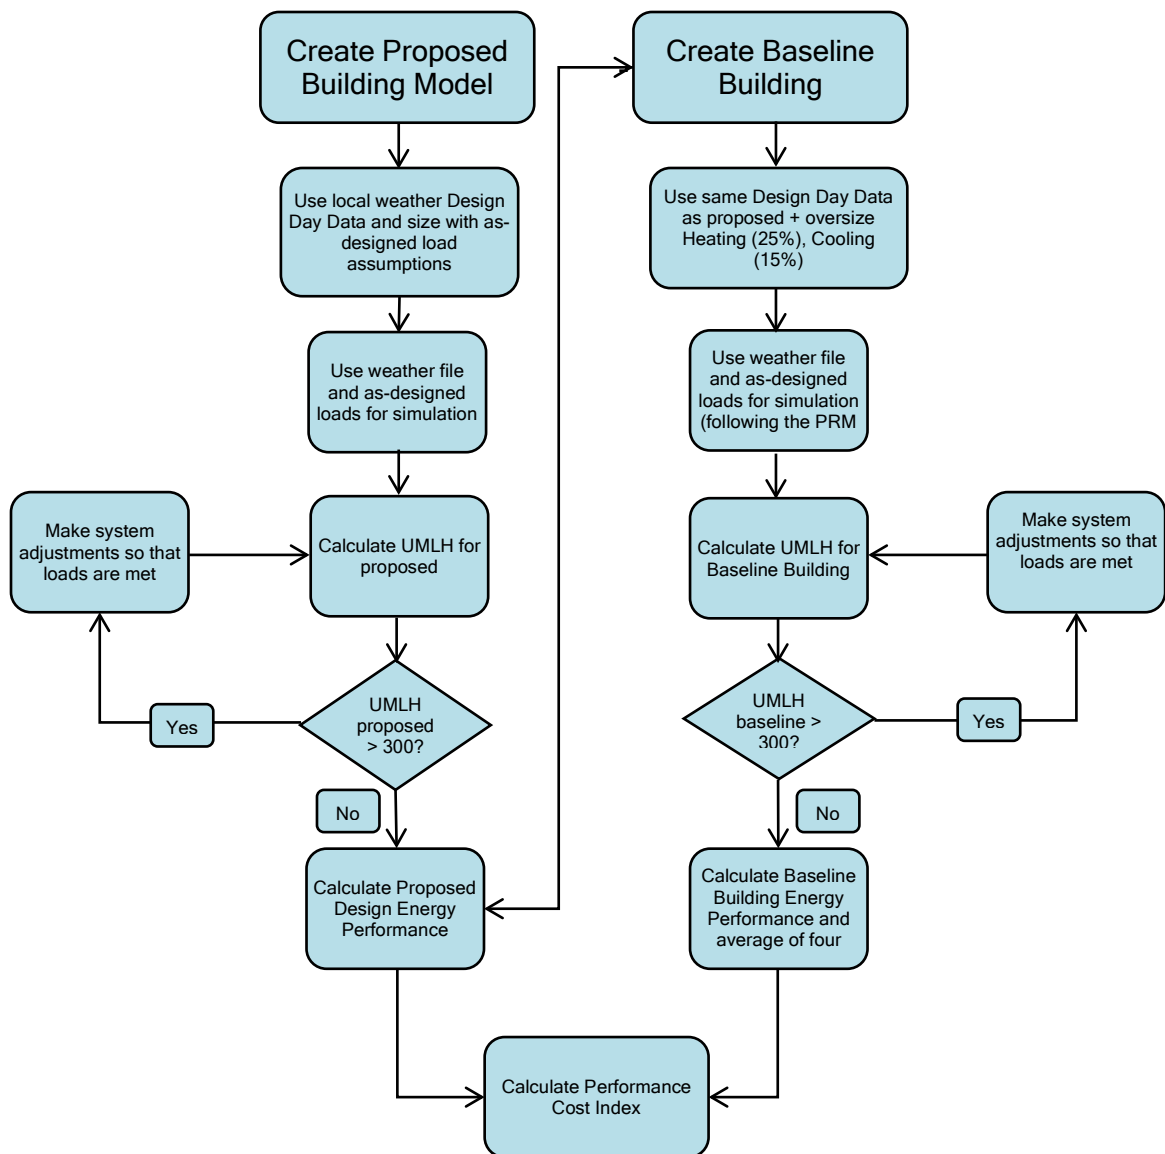 Create Proposed
Building Model
Create Baseline
Building
Use local weather Design
Day Data and size with as-
designed load
assumptions
Use same Design Day Data
as proposed + oversize
Heating (25%), Cooling
(15%)
Use weather file
and as-designed
loads for simulation
Use weather file
and as-designed
loads for simulation
(following the PRM
Make system
adjustments so that
loads are met
Calculate UMLH for
proposed
Calculate UMLH for
Baseline Building
Make system
adjustments so that
loads are met
Yes
UMLH
proposed
> 300?
UMLH
baseline >
300?
Yes
No
No
Calculate Proposed
Design Energy
Performance
Calculate Baseline
Building Energy
Performance and
average of four
Calculate Performance
Cost Index